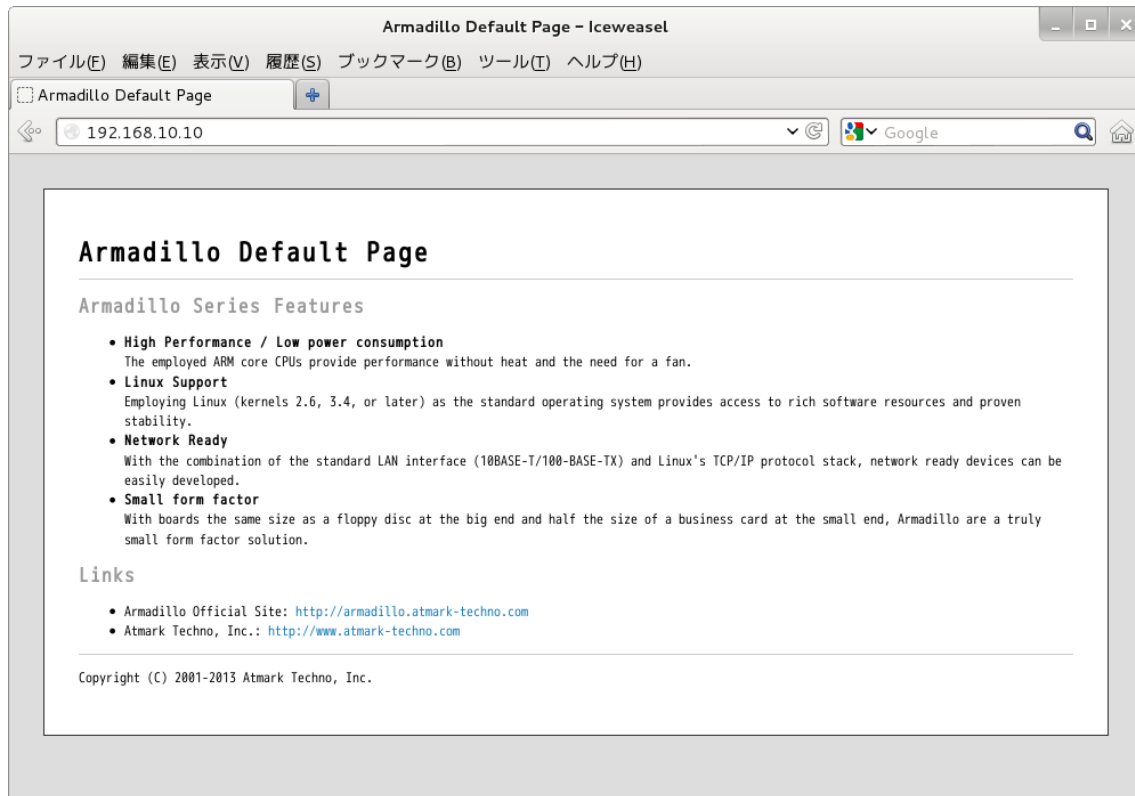 Armadillo Default Page – Iceweasel
ファイル(F) 編集(E) 表示(V) 履歴(S) ブックマーク(B) ツール(T) ヘルプ(H)
Armadillo Default Page
192.168.10.10
Google
Armadillo Default Page
Armadillo Series Features
• High Performance / Low power consumption
The employed ARM core CPUs provide performance without heat and the need for a fan.
• Linux Support
Employing Linux (kernels 2.6, 3.4, or later) as the standard operating system provides access to rich software resources and proven
stability.
• Network Ready
With the combination of the standard LAN interface (10BASE-T/100-BASE-TX) and Linux's TCP/IP protocol stack, network ready devices can be
easily developed.
• Small form factor
With boards the same size as a floppy disc at the big end and half the size of a business card at the small end, Armadillo are a truly
small form factor solution.
Links
• Armadillo Official Site: http://armadillo.atmark-techno.com
• Atmark Techno, Inc.: http://www.atmark-techno.com
Copyright (C) 2001-2013 Atmark Techno, Inc.